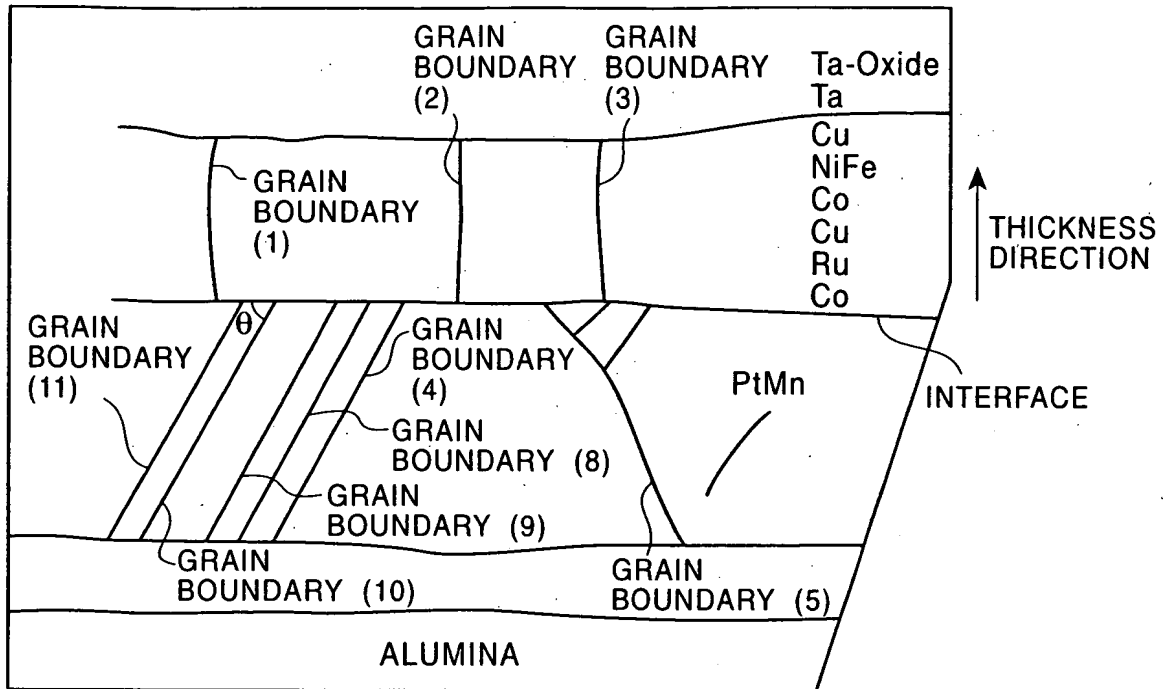 GRAIN
BOUNDARY
(2)
GRAIN
BOUNDARY
(3)
Ta-Oxide
Ta
Cu
NiFe
Co
Cu
Ru
Co
GRAIN
BOUNDARY
(1)
THICKNESS
DIRECTION
θ
GRAIN
BOUNDARY
(11)
GRAIN
BOUNDARY
(4)
PtMn
INTERFACE
GRAIN
BOUNDARY (8)
GRAIN
BOUNDARY (9)
GRAIN
BOUNDARY (10)
GRAIN
BOUNDARY (5)
ALUMINA